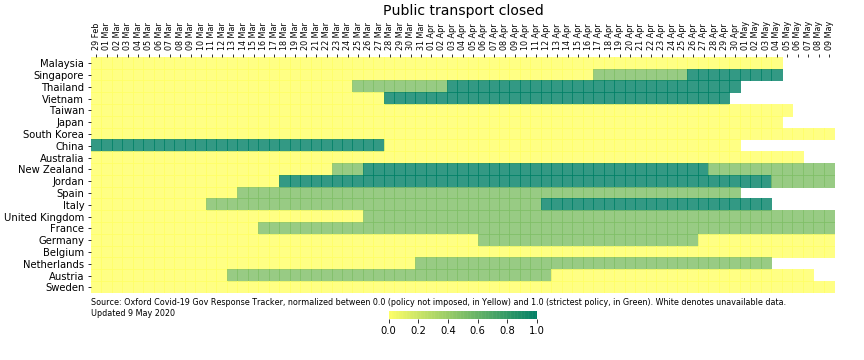 Public transport closed
29 Feb
01 Mar
02 Mar
03 Mar
04 Mar
05 Mar
06 Mar
07 Mar
08 Mar
09 Mar
10 Mar
11 Mar
12 Mar
13 Mar
14 Mar
15 Mar
16 Mar
17 Mar
18 Mar
19 Mar
20 Mar
21 Mar
22 Mar
23 Mar
24 Mar
25 Mar
26 Mar
27 Mar
28 Mar
29 Mar
30 Mar
31 Mar
01 Apr
02 Apr
03 Apr
04 Apr
05 Apr
06 Apr
07 Apr
08 Apr
09 Apr
10 Apr
11 Apr
12 Apr
13 Apr
14 Apr
15 Apr
16 Apr
17 Apr
18 Apr
19 Apr
20 Apr
21 Apr
22 Apr
23 Apr
24 Apr
25 Apr
26 Apr
27 Apr
28 Apr
29 Apr
30 Apr
01 May
02 May
03 May
04 May
05 May
06 May
07 May
08 May
09 May
Malaysia
Singapore
Thailand
Vietnam
Taiwan
Japan
South Korea
China
Australia
New Zealand
Jordan
Spain
Italy
United Kingdom
France
Germany
Belgium
Netherlands
Austria
Sweden
Source: Oxford Covid-19 Gov Response Tracker, normalized between 0.0 (policy not imposed, in Yellow) and 1.0 (strictest policy, in Green). White denotes unavailable data.
Updated 9 May 2020
0.0 0.2 0.4 0.6 0.8 1.0